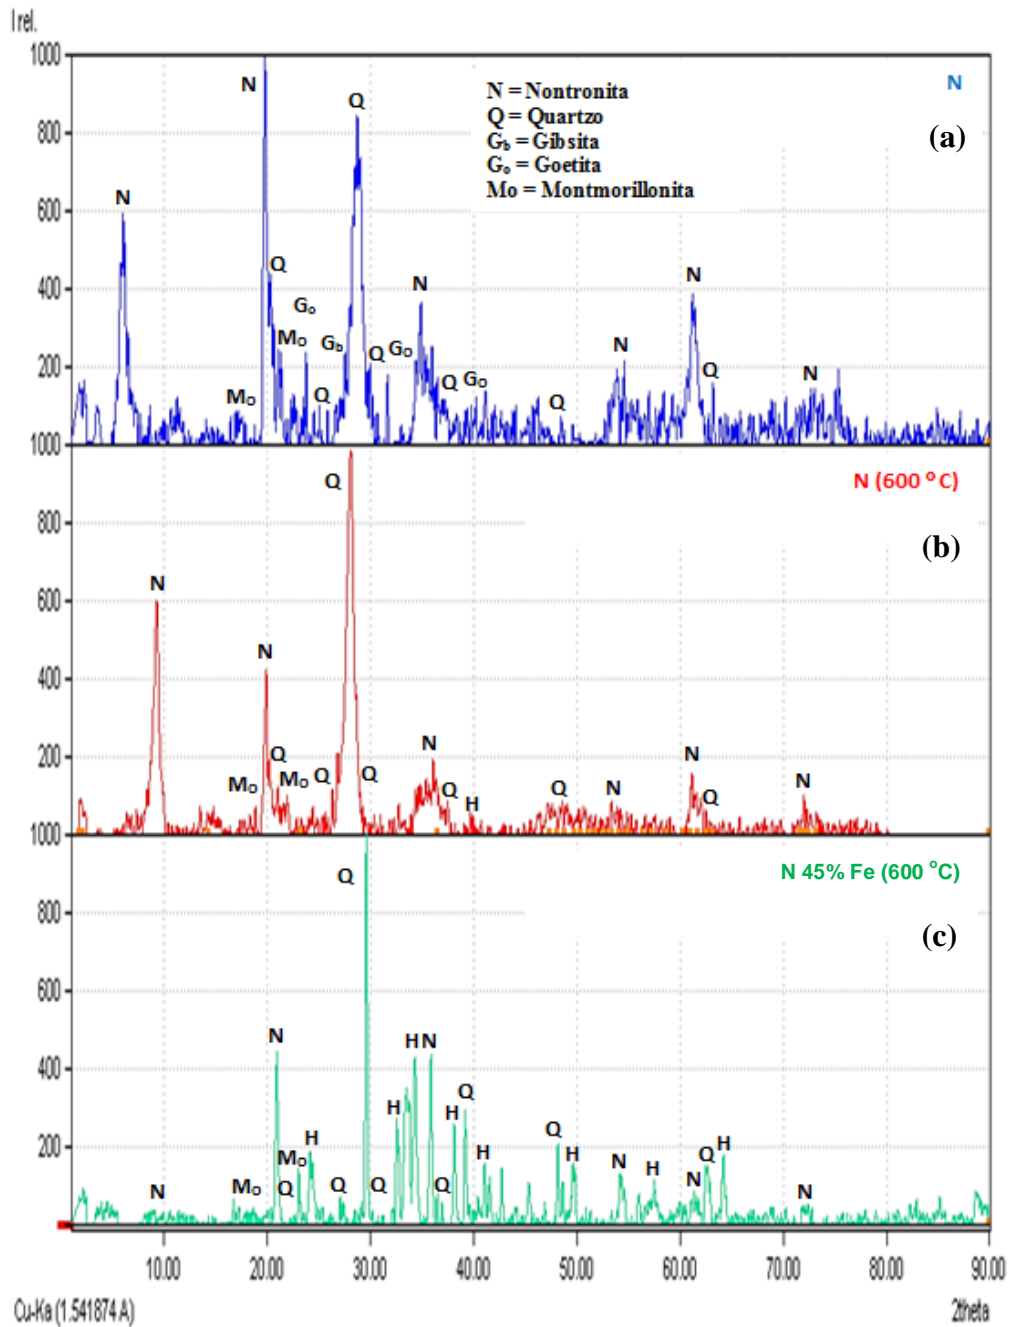 I rel.
1000
N
Q
N = Nontronita
Q = Quartzo
Gb = Gibsita
Go = Goetita
Mo = Montmorillonita
N
(a)
800
600
N
Q
N
N
400
Go
Mo
Gb
Q
Go
N
200
Mo
Q
Q
Go
Q
Q
N
1000
1000
Q
N (600 °C)
800
(b)
600
N
N
400
200
Q
N
N
Mo
Mo
Q
Q
Q
H
Q
N
Q
N
1000
Q
N 45% Fe (600 °C)
800
(c)
600
400
N
H N
H
H
Q
200
H
Mo
Q
H
N
H
Q
H
N
Mo
Q
Q
Q
Q
N
N
10.00 20.00 30.00 40.00 50.00 60.00 70.00 80.00 90.00
Cu-Ka (1.541874 A) 2theta